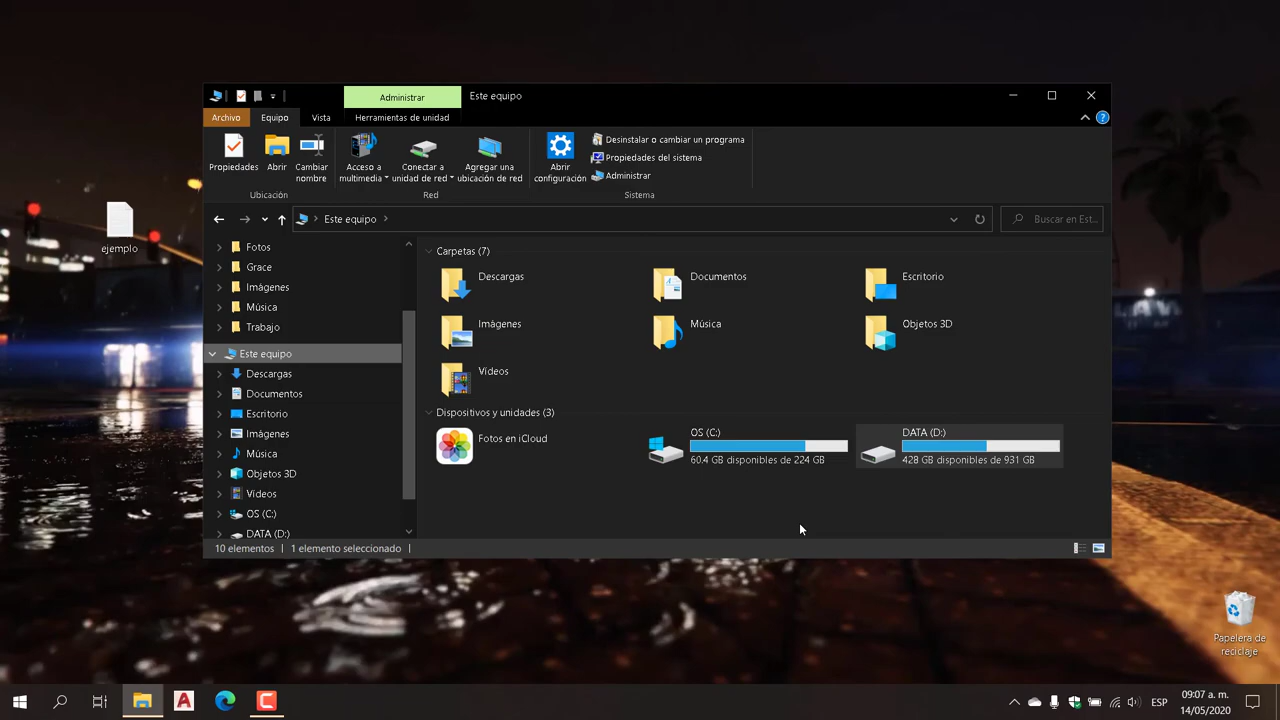 Administrar
Este equipo
Archivo
Equipo
Vista
Herramientas de unidad
Propiedades
Abrir
Cambiar
nombre
Ubicación
Acceso a
multimedia
Conectar a
unidad de red
Agregar una
ubicación de red
Red
Abrir
configuración
Desinstalar o cambiar un programa
Propiedades del sistema
Administrar
Sistema
Este equipo
Buscar en Est...
ejemplo
Fotos
Grace
Imágenes
Música
Trabajo
Este equipo
Descargas
Documentos
Escritorio
Imágenes
Música
Objetos 3D
Vídeos
OS (C:)
DATA (D:)
Carpetas (7)
Descargas
Documentos
Escritorio
Imágenes
Música
Objetos 3D
Vídeos
Dispositivos y unidades (3)
Fotos en iCloud
OS (C:)
60.4 GB disponibles de 224 GB
DATA (D:)
428 GB disponibles de 931 GB
10 elementos
1 elemento seleccionado
Papelera de
reciclaje
ESP
09:07 a. m.
14/05/2020